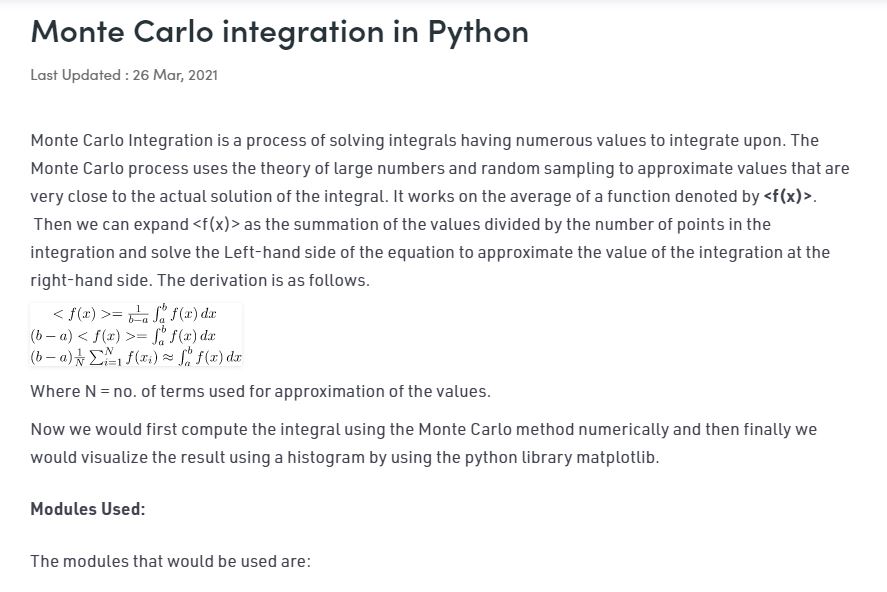 Monte Carlo integration in Python
Last Updated : 26 Mar, 2021
Monte Carlo Integration is a process of solving integrals having numerous values to integrate upon. The
Monte Carlo process uses the theory of large numbers and random sampling to approximate values that are
very close to the actual solution of the integral. It works on the average of a function denoted by <f(x)>.
Then we can expand <f(x)> as the summation of the values divided by the number of points in the
integration and solve the Left-hand side of the equation to approximate the value of the integration at the
right-hand side. The derivation is as follows.
< f(x) >= \frac{1}{b-a} \int_a^b f(x) dx
(b − a) < f(x) >= \int_a^b f(x) dx
(b − a) \frac{1}{N} \sum_{i=1}^{N} f(x_i) ≈ \int_a^b f(x) dx
Where N = no. of terms used for approximation of the values.
Now we would first compute the integral using the Monte Carlo method numerically and then finally we
would visualize the result using a histogram by using the python library matplotlib.
Modules Used:
The modules that would be used are: